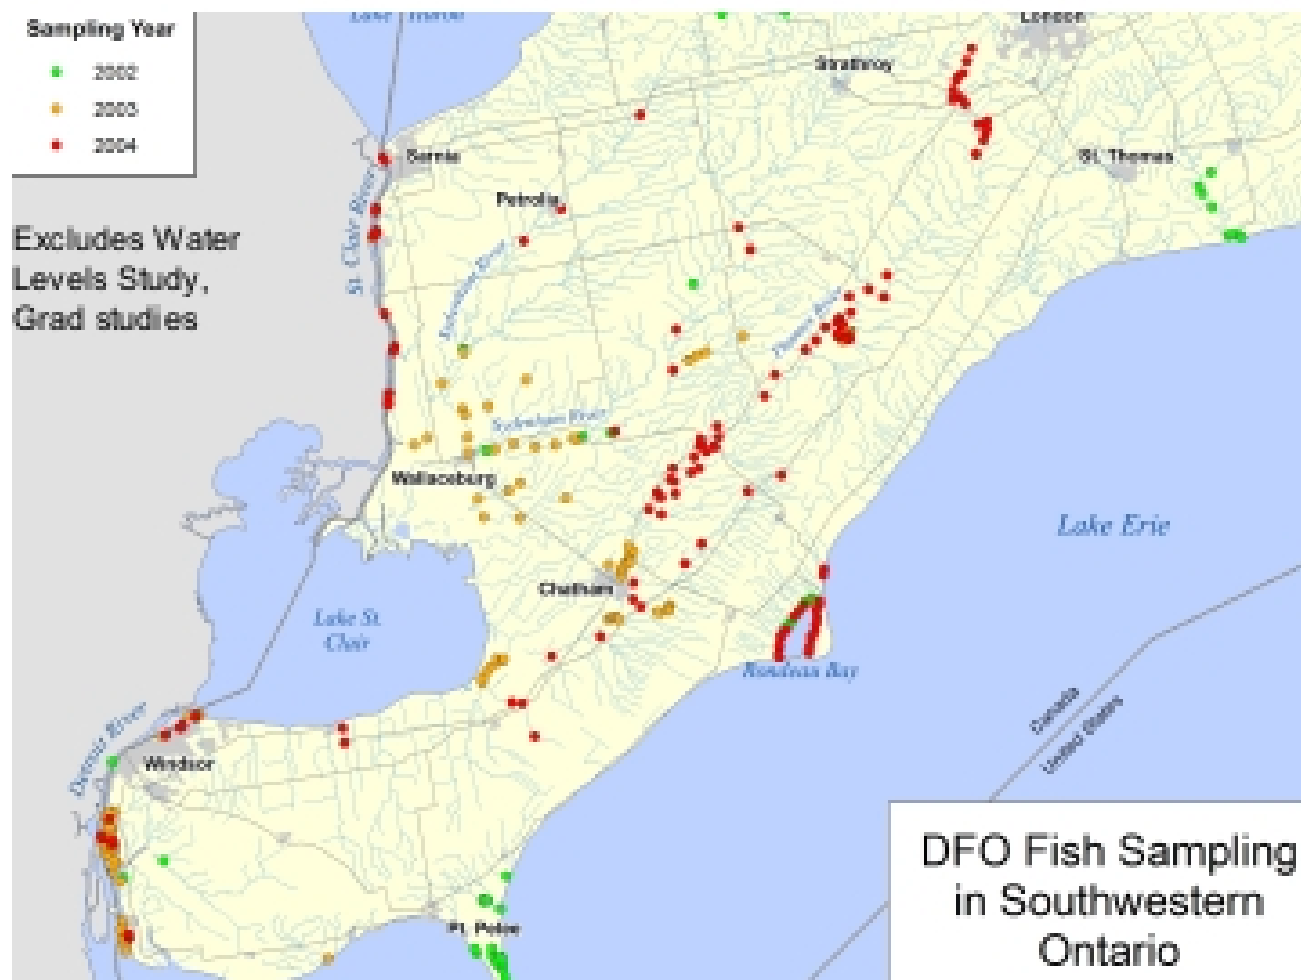 Lake Huron
London
Sampling Year
2002
2003
2004
Strathroy
Sarnia
St. Thomas
Petrolia
St. Clair River
Excludes Water
Levels Study,
Grad studies
Thames River
Sydenham River
Wallaceburg
Lake Erie
Chatham
Lake St.
Clair
Rondeau Bay
Canada
United States
Detroit River
Windsor
DFO Fish Sampling
in Southwestern
Ontario
Pt. Pelee